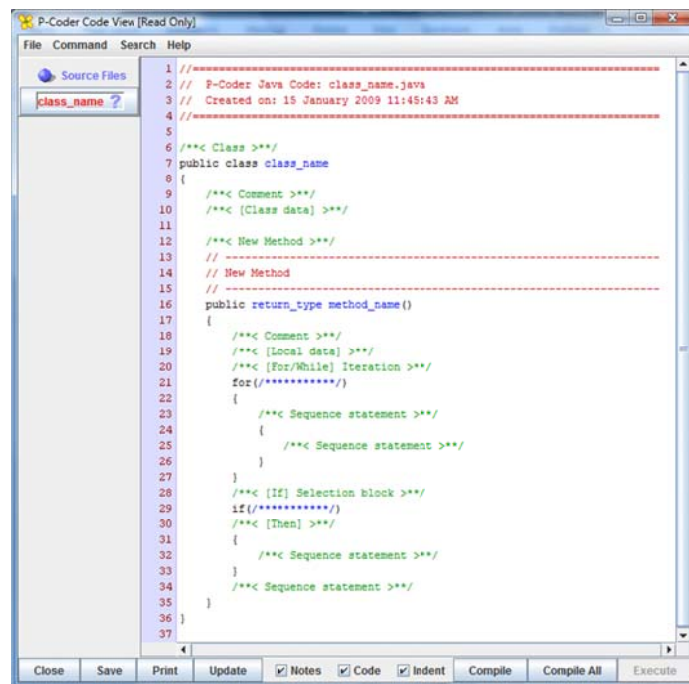 P-Coder Code View [Read Only]
File Command Search Help
Source Files
class_name ?
1 //===================================================================
2 //  P-Coder Java Code: class_name.java
3 //  Created on: 15 January 2009 11:45:43 AM
4 //===================================================================
5
6 /**< Class >**/
7 public class class_name
8 {
9     /**< Comment >**/
10     /**< [Class data] >**/
11
12     /**< New Method >**/
13     // --------------------------------------------------------------
14     // New Method
15     // --------------------------------------------------------------
16     public return_type method_name()
17     {
18         /**< Comment >**/
19         /**< [Local data] >**/
20         /**< [For/While] Iteration >**/
21         for(/***********/)
22         {
23             /**< Sequence statement >**/
24             {
25                 /**< Sequence statement >**/
26             }
27         }
28         /**< [If] Selection block >**/
29         if(/***********/)
30         /**< [Then] >**/
31         {
32             /**< Sequence statement >**/
33         }
34         /**< Sequence statement >**/
35     }
36 }
37
Close Save Print Update Notes Code Indent Compile Compile All Execute